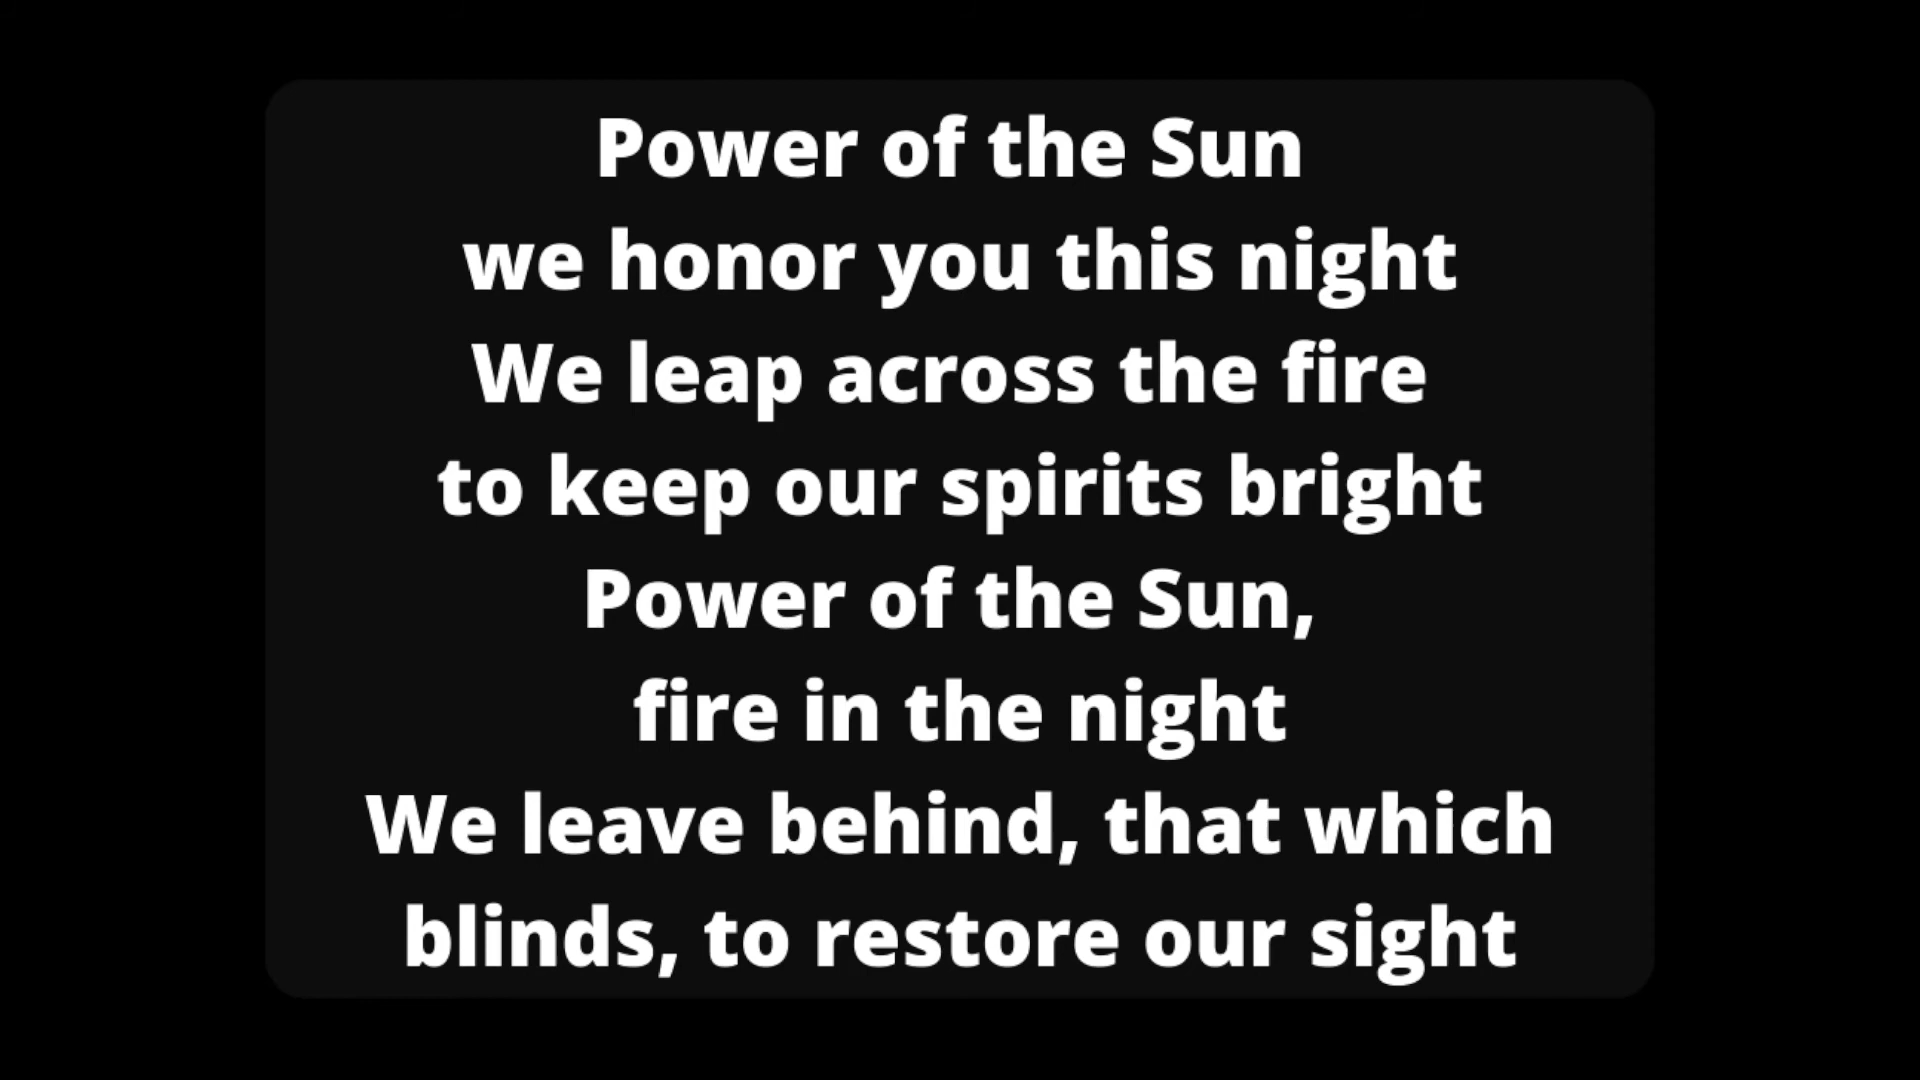 Power of the Sun
we honor you this night
We leap across the fire
to keep our spirits bright
Power of the Sun,
fire in the night
We leave behind, that which
blinds, to restore our sight